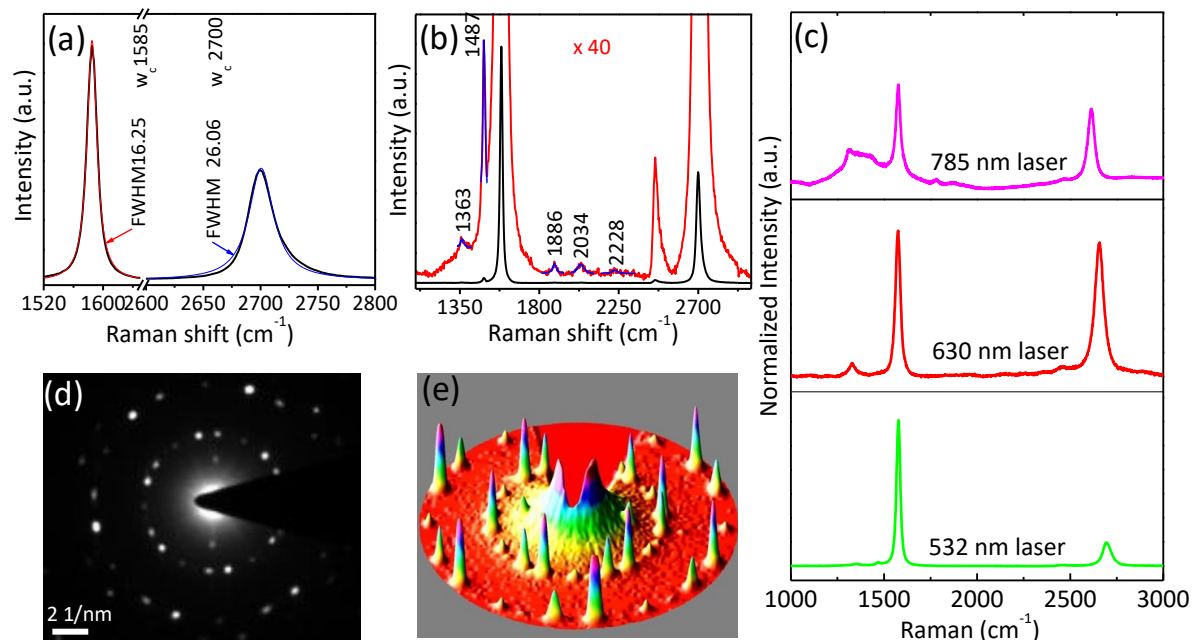 (a)
w_c 1585
w_c 2700
FWHM16.25
FWHM 26.06
Intensity (a.u.)
1520 1600 2600 2650 2700 2750 2800
Raman shift (cm⁻¹)
(b)
1487
x 40
1363
1886
2034
2228
Intensity (a.u.)
1350 1800 2250 2700
Raman shift (cm⁻¹)
(c)
785 nm laser
630 nm laser
532 nm laser
Normalized Intensity (a.u.)
1000 1500 2000 2500 3000
Raman (cm⁻¹)
(d)
2 1/nm
(e)